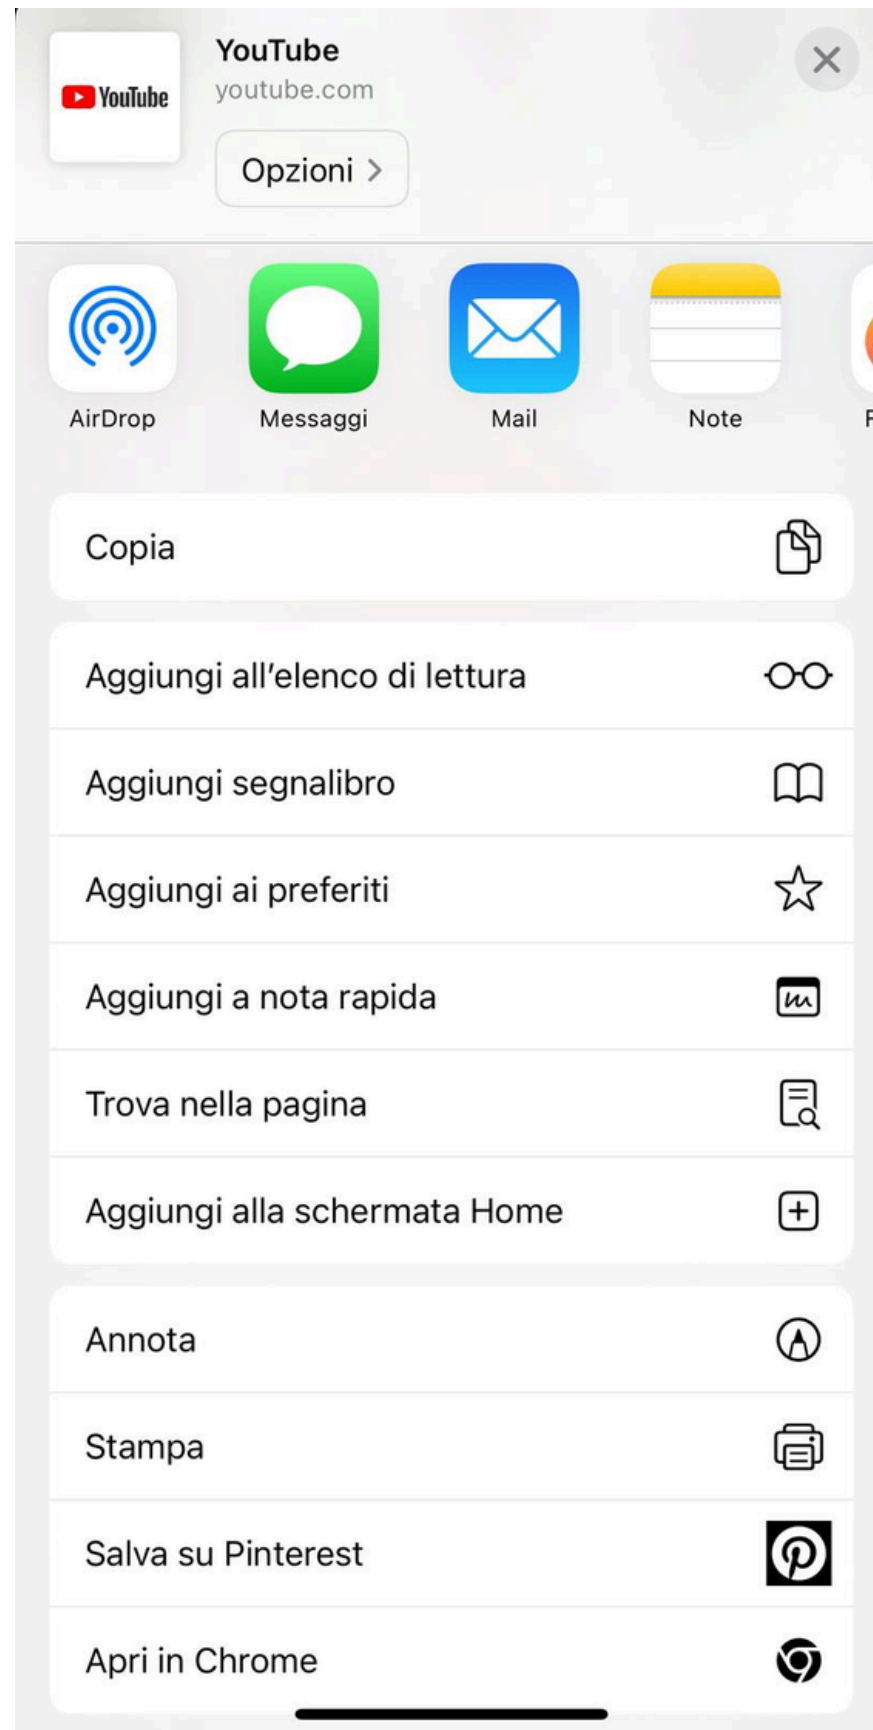 YouTube
YouTube
youtube.com
Opzioni
AirDrop
Messaggi
Mail
Note
F
Copia
Aggiungi all'elenco di lettura
Aggiungi segnalibro
Aggiungi ai preferiti
Aggiungi a nota rapida
Trova nella pagina
Aggiungi alla schermata Home
Annota
Stampa
Salva su Pinterest
Apri in Chrome